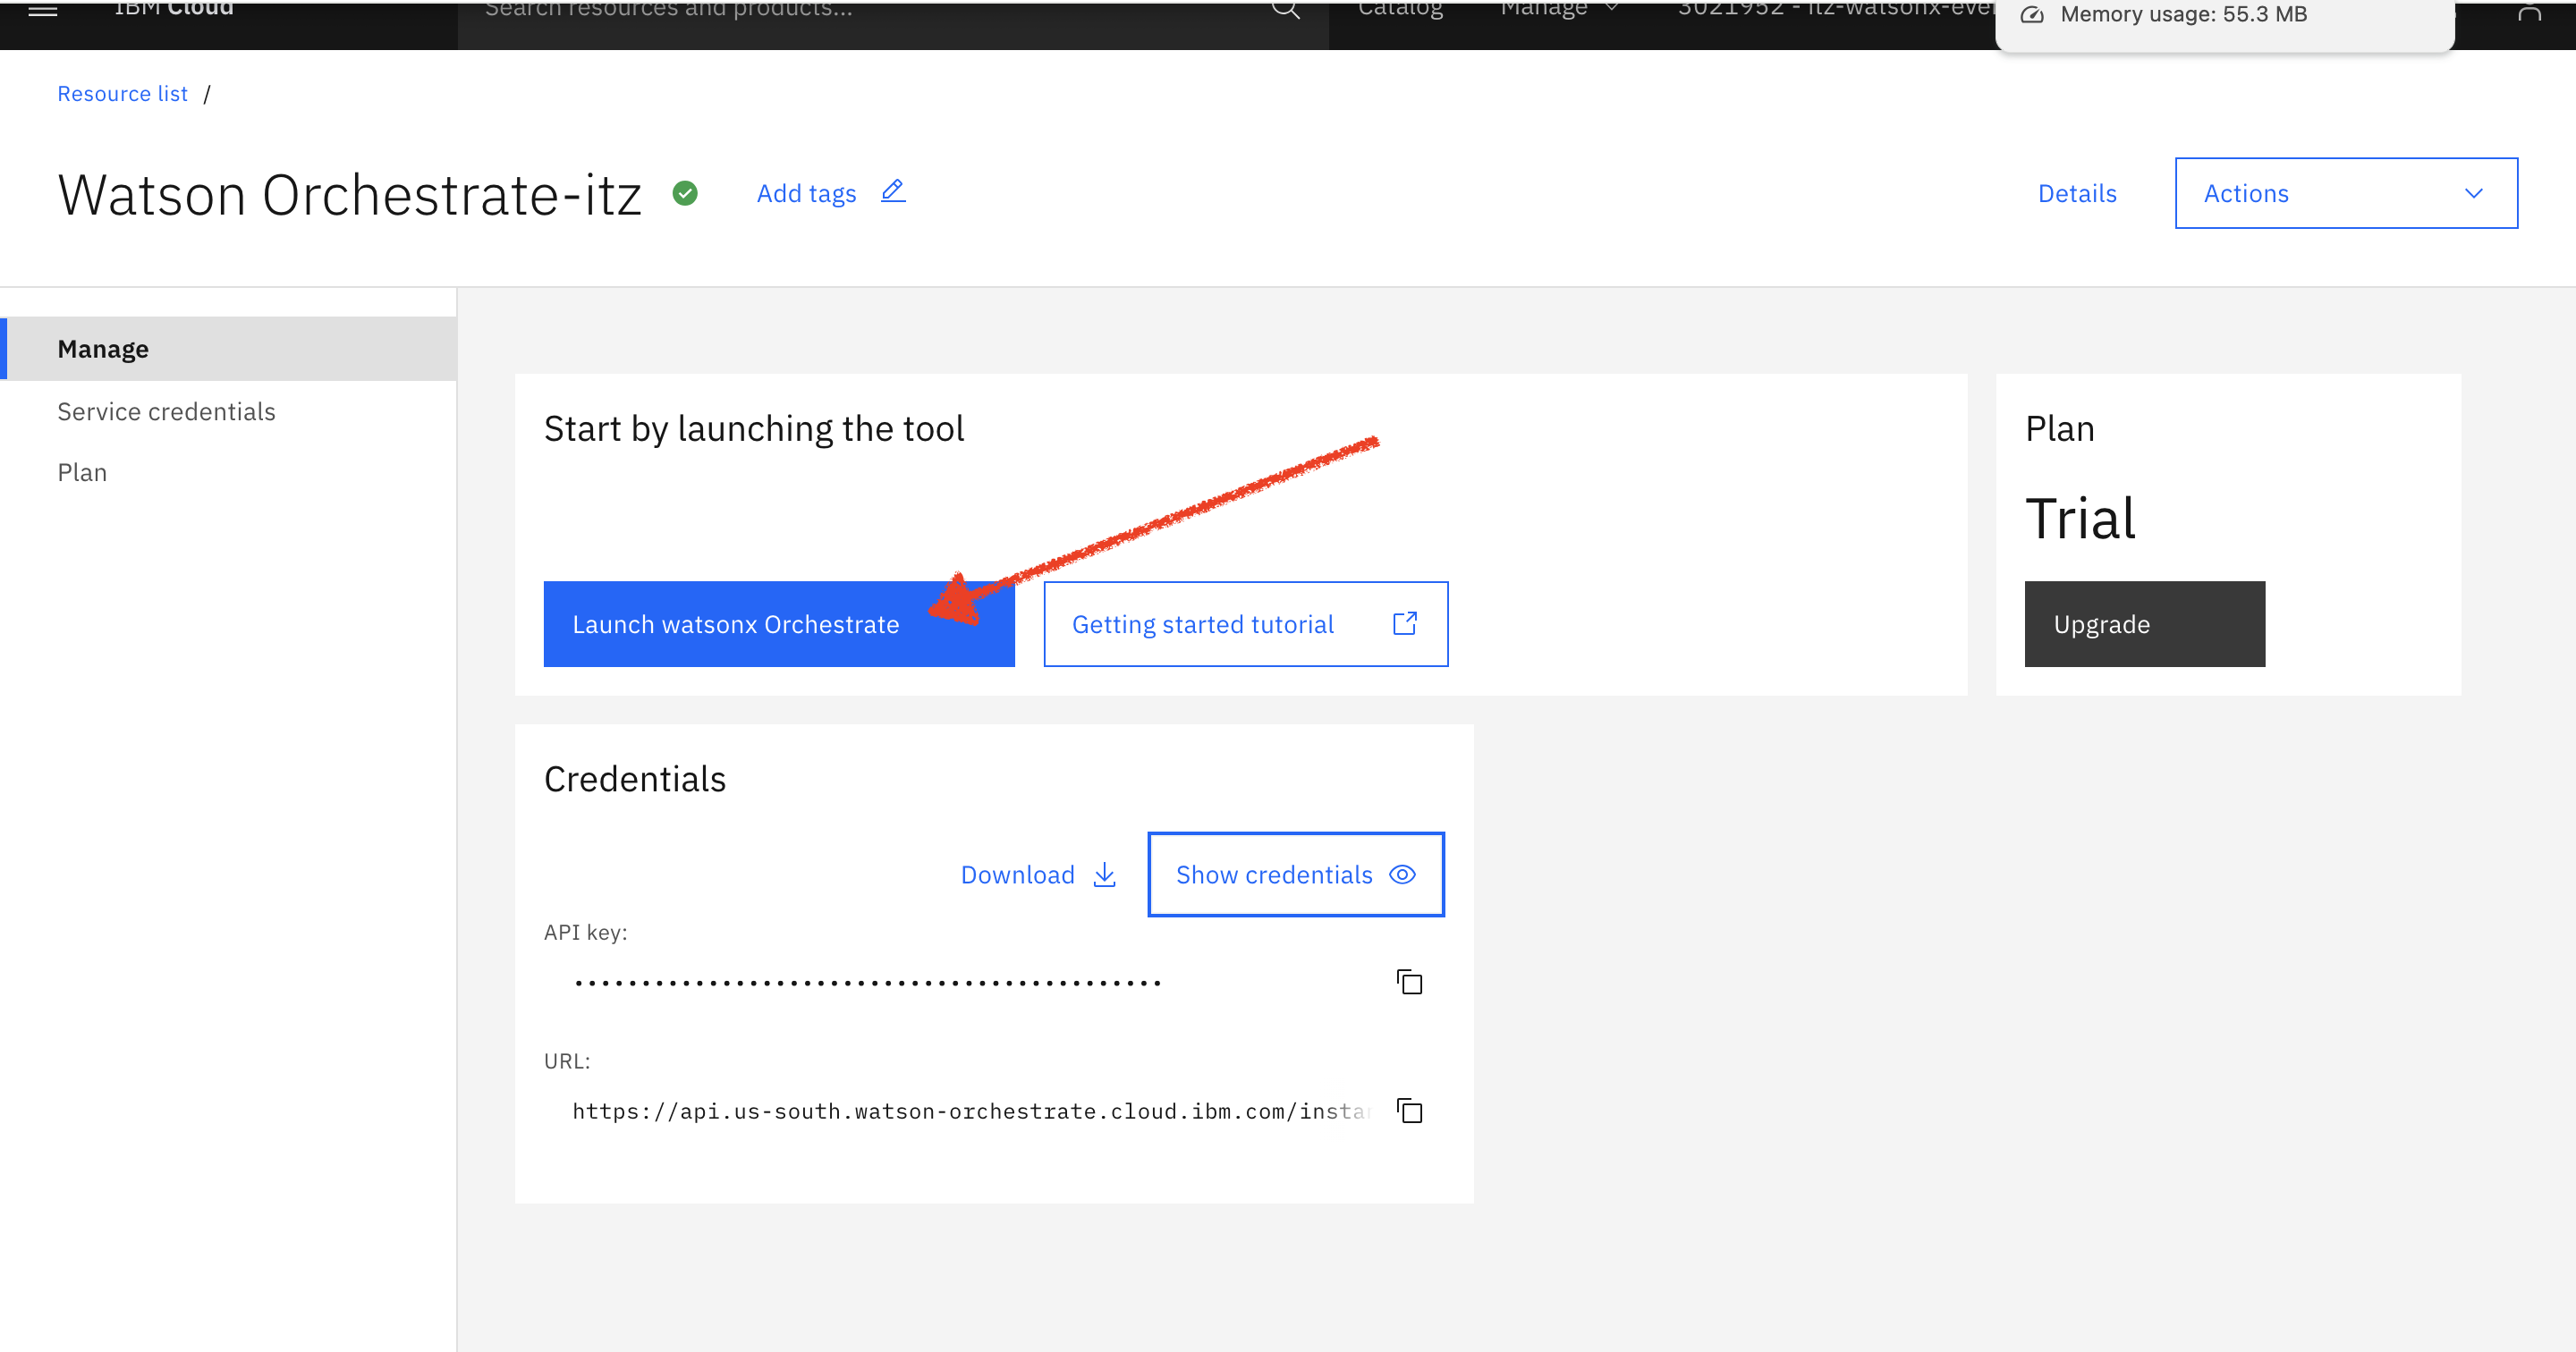 IBM Cloud
Search resources and products...
Catalog
Manage
3021952 - itz-watsonx-
Memory usage: 55.3 MB
Resource list /
Watson Orchestrate-itz
Add tags
Details
Actions
Manage
Service credentials
Plan
Start by launching the tool
Launch watsonx Orchestrate
Getting started tutorial
Plan
Trial
Upgrade
Credentials
Download
Show credentials
API key:
•••••••••••••••••••••••••••••••••••••••••••
URL:
https://api.us-south.watson-orchestrate.cloud.ibm.com/insta